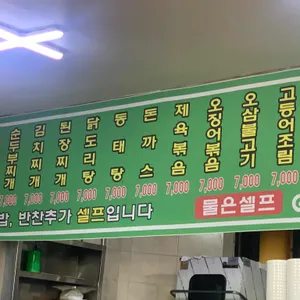 순두부찌개 7,000
김치찌개 7,000
된장찌개 7,000
닭도리탕 7,000
동태탕 7,000
돈까스 7,000
제육볶음 7,000
오징어볶음 7,000
오삼불고기 7,000
고등어조림 7,000
밥, 반찬추가 셀프입니다
물은셀프